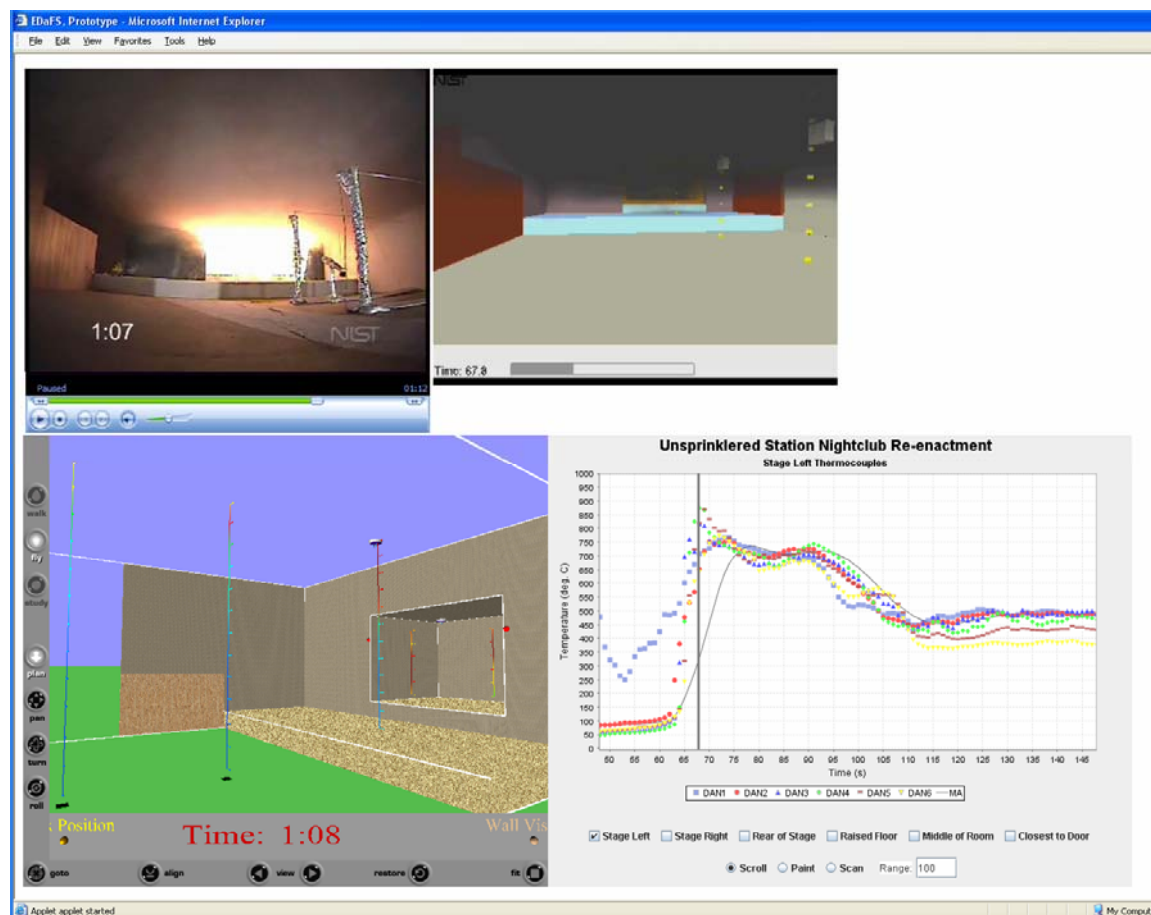 EDaFS, Prototype - Microsoft Internet Explorer
File Edit View Favorites Tools Help
1:07
NIST
Paused 01:12
NIST
Time: 67.0
walk
fly
study
plan
pan
turn
roll
k Position
Time: 1:08
Wall Vis
goto align view restore fit
Unsprinklered Station Nightclub Re-enactment
Stage Left Thermocouples
Temperature (deg. C)
1000
950
900
850
800
750
700
650
600
550
500
450
400
350
300
250
200
150
100
50
0
50 55 60 65 70 75 80 85 90 95 100 105 110 115 120 125 130 135 140 145
Time (s)
DAN1 DAN2 DAN3 DAN4 DAN5 DAN6 MA
Stage Left Stage Right Rear of Stage Raised Floor Middle of Room Closest to Door
Scroll Paint Scan Range: 100
Applet applet started My Comput